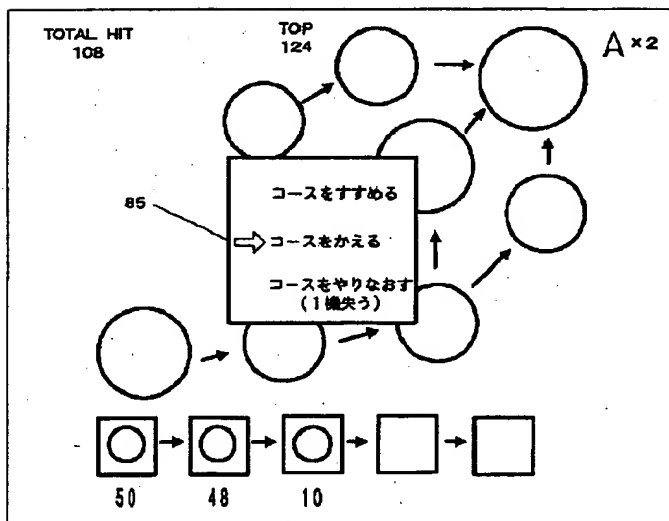 TOTAL HIT
108
TOP
124
A×2
85
コースをすすめる
コースをかえる
コースをやりなおす
(1機失う)
50
48
10